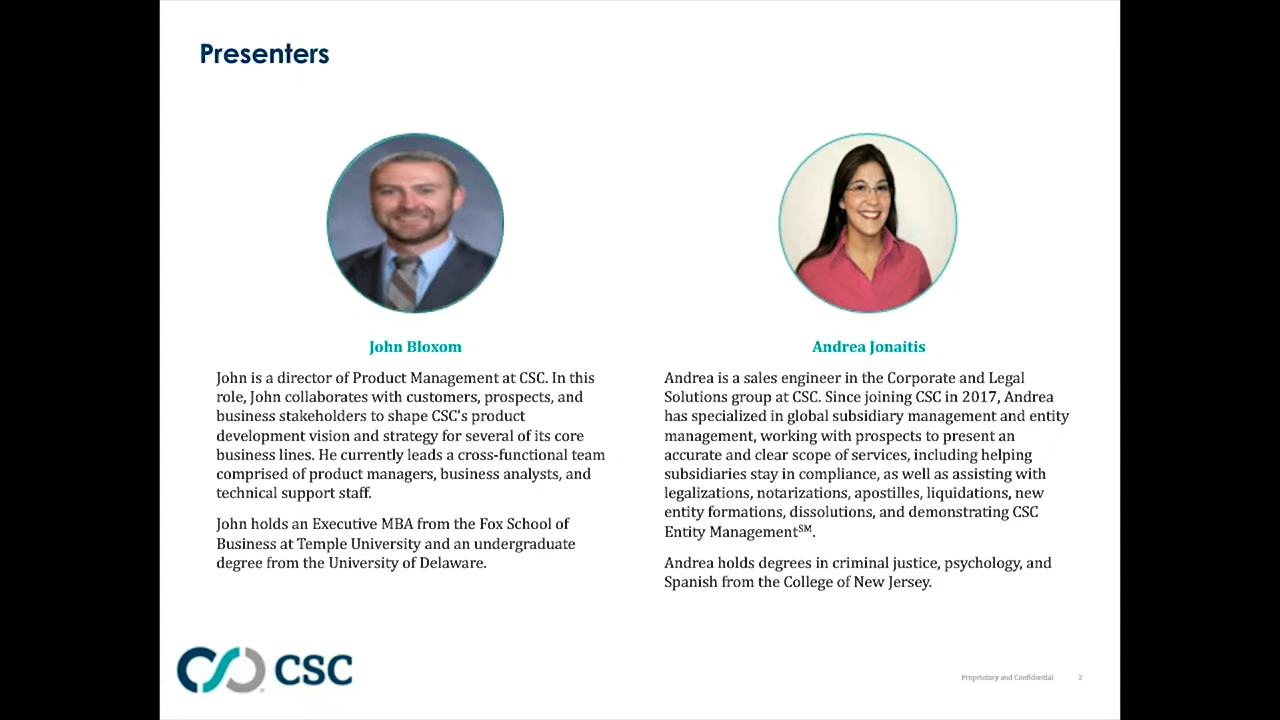 Presenters
John Bloxom
John is a director of Product Management at CSC. In this
role, John collaborates with customers, prospects, and
business stakeholders to shape CSC's product
development vision and strategy for several of its core
business lines. He currently leads a cross-functional team
comprised of product managers, business analysts, and
technical support staff.
John holds an Executive MBA from the Fox School of
Business at Temple University and an undergraduate
degree from the University of Delaware.
Andrea Jonaitis
Andrea is a sales engineer in the Corporate and Legal
Solutions group at CSC. Since joining CSC in 2017, Andrea
has specialized in global subsidiary management and entity
management, working with prospects to present an
accurate and clear scope of services, including helping
subsidiaries stay in compliance, as well as assisting with
legalizations, notarizations, apostilles, liquidations, new
entity formations, dissolutions, and demonstrating CSC
Entity Management℠.
Andrea holds degrees in criminal justice, psychology, and
Spanish from the College of New Jersey.
CSC
Proprietary and Confidential 2